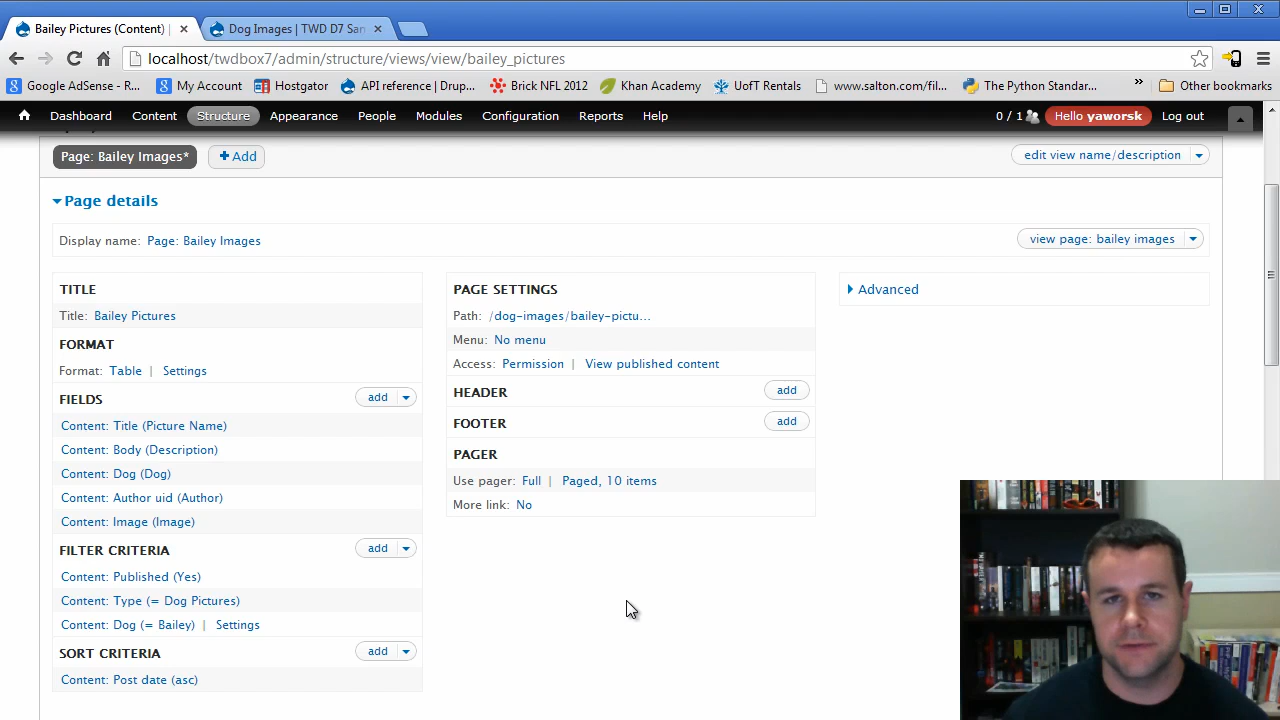 Bailey Pictures (Content) |
Dog Images | TWD D7 San
localhost/twdbox7/admin/structure/views/view/bailey_pictures
Google AdSense - R...
My Account
Hostgator
API reference | Drup...
Brick NFL 2012
Khan Academy
UofT Rentals
www.salton.com/fil...
The Python Standar...
»
Other bookmarks
Dashboard
Content
Structure
Appearance
People
Modules
Configuration
Reports
Help
0 / 1
Hello yaworsk
Log out
Page: Bailey Images*
+ Add
edit view name/description
Page details
Display name: Page: Bailey Images
view page: bailey images
TITLE
Title: Bailey Pictures
FORMAT
Format: Table | Settings
FIELDS
add
Content: Title (Picture Name)
Content: Body (Description)
Content: Dog (Dog)
Content: Author uid (Author)
Content: Image (Image)
FILTER CRITERIA
add
Content: Published (Yes)
Content: Type (= Dog Pictures)
Content: Dog (= Bailey) | Settings
SORT CRITERIA
add
Content: Post date (asc)
PAGE SETTINGS
Path: /dog-images/bailey-pictu...
Menu: No menu
Access: Permission | View published content
HEADER
add
FOOTER
add
PAGER
Use pager: Full | Paged, 10 items
More link: No
Advanced